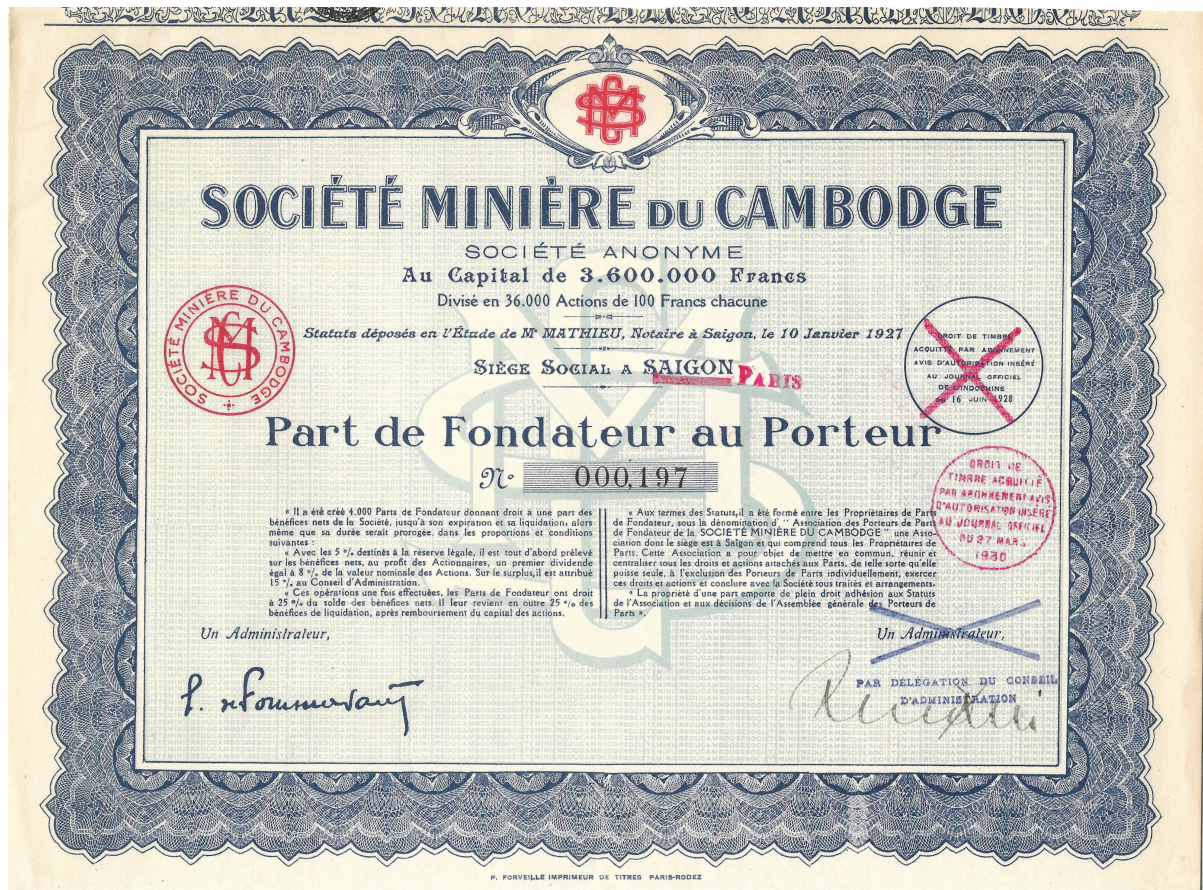 SOCIÉTÉ MINIÈRE DU CAMBODGE
SOCIÉTÉ ANONYME
Au Capital de 3.600.000 Francs
Divisé en 36.000 Actions de 100 Francs chacune
Statuts déposés en l'Étude de Me MATHIEU, Notaire à Saigon, le 10 Janvier 1927
SIÈGE SOCIAL A SAIGON PARIS
SOCIÉTÉ MINIÈRE DU CAMBODGE
DROIT DE TIMBRE
ACQUITTÉ PAR ABONNEMENT
AVIS D'AUTORISATION INSÉRÉ
AU JOURNAL OFFICIEL
DE L'INDOCHINE
DU 16 JUIN 1928
Part de Fondateur au Porteur
No 000,197
DROIT DE
TIMBRE ACQUITTÉ
PAR ABONNEMENT AVIS
D'AUTORISATION INSÉRÉ
AU JOURNAL OFFICIEL
DU 27 MARS
1930
« Il a été créé 4.000 Parts de Fondateur donnant droit à une part des
bénéfices nets de la Société, jusqu'à son expiration et sa liquidation, alors
même que sa durée serait prorogée, dans les proportions et conditions
suivantes :
« Avec les 5 % destinés à la réserve légale, il est tout d'abord prélevé
sur les bénéfices nets, au profit des Actionnaires, un premier dividende
égal à 8 % de la valeur nominale des Actions. Sur le surplus, il est attribué
15 % au Conseil d'Administration.
« Ces opérations une fois effectuées, les Parts de Fondateur ont droit
à 25 % du solde des bénéfices nets. Il leur revient en outre 25 % des
bénéfices de liquidation, après remboursement du capital des actions.
« Aux termes des Statuts, il a été formé entre les Propriétaires de Parts
de Fondateur, sous la dénomination d' " Association des Porteurs de Parts
de Fondateur de la SOCIÉTÉ MINIÈRE DU CAMBODGE " une Asso-
ciation dont le siège est à Saigon et qui comprend tous les Propriétaires de
Parts. Cette Association a pour objet de mettre en commun, réunir et
centraliser tous les droits et actions attachés aux Parts, de telle sorte qu'elle
puisse seule, à l'exclusion des Porteurs de Parts individuellement, exercer
ces droits et actions et conclure avec la Société tous traités et arrangements.
« La propriété d'une part emporte de plein droit adhésion aux Statuts
de l'Association et aux décisions de l'Assemblée générale des Porteurs de
Parts ».
Un Administrateur,
Un Administrateur,
PAR DÉLÉGATION DU CONSEIL
D'ADMINISTRATION
P. FORVEILLE IMPRIMEUR DE TITRES PARIS-RODEZ